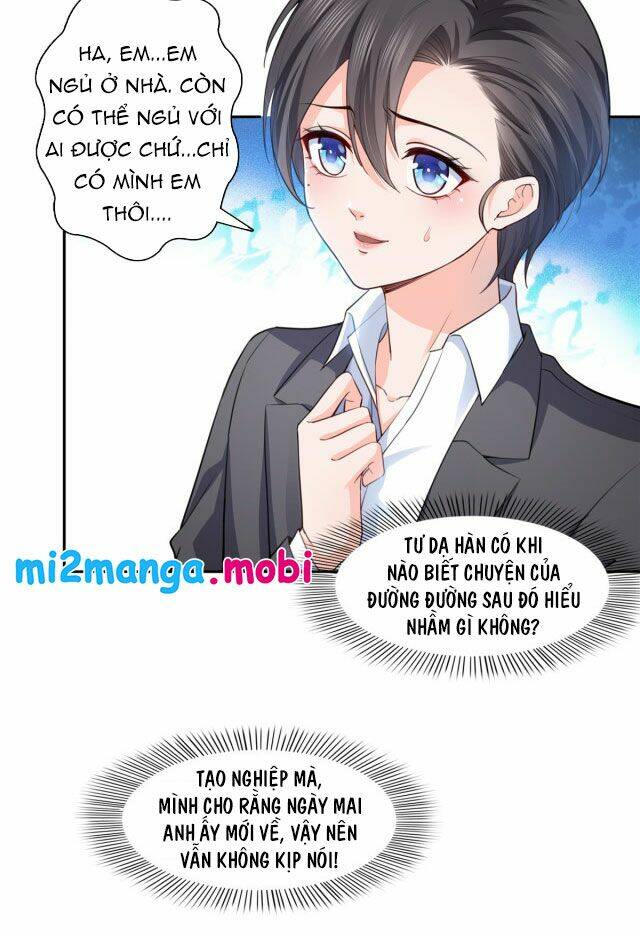 HA, EM...EM
NGỦ Ở NHÀ. CÒN
CÓ THỂ NGỦ VỚI
AI ĐƯỢC CHỨ...CHỈ
CÓ MÌNH EM
THÔI....
TƯ DẠ HÀN CÓ KHI
NÀO BIẾT CHUYỆN CỦA
ĐƯỜNG ĐƯỜNG SAU ĐÓ HIỂU
NHẦM GÌ KHÔNG?
mi2manga.mobi
TẠO NGHIỆP MÀ,
MÌNH CHO RẰNG NGÀY MAI
ANH ẤY MỚI VỀ, VẬY NÊN
VẪN KHÔNG KỊP NÓI!